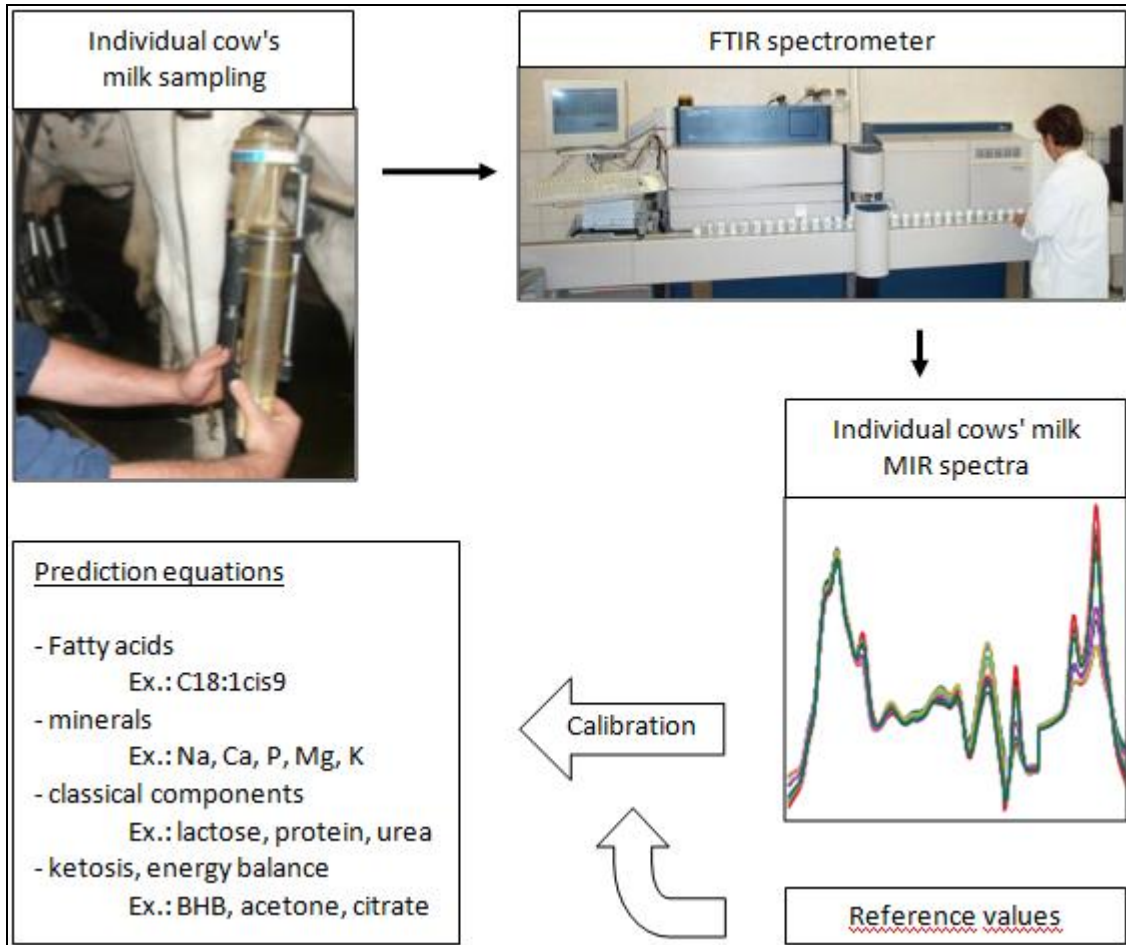 Individual cow's
milk sampling
FTIR spectrometer
Individual cows' milk
MIR spectra
Prediction equations
- Fatty acids
Ex.: C18:1cis9
- minerals
Ex.: Na, Ca, P, Mg, K
- classical components
Ex.: lactose, protein, urea
- ketosis, energy balance
Ex.: BHB, acetone, citrate
Calibration
Reference values